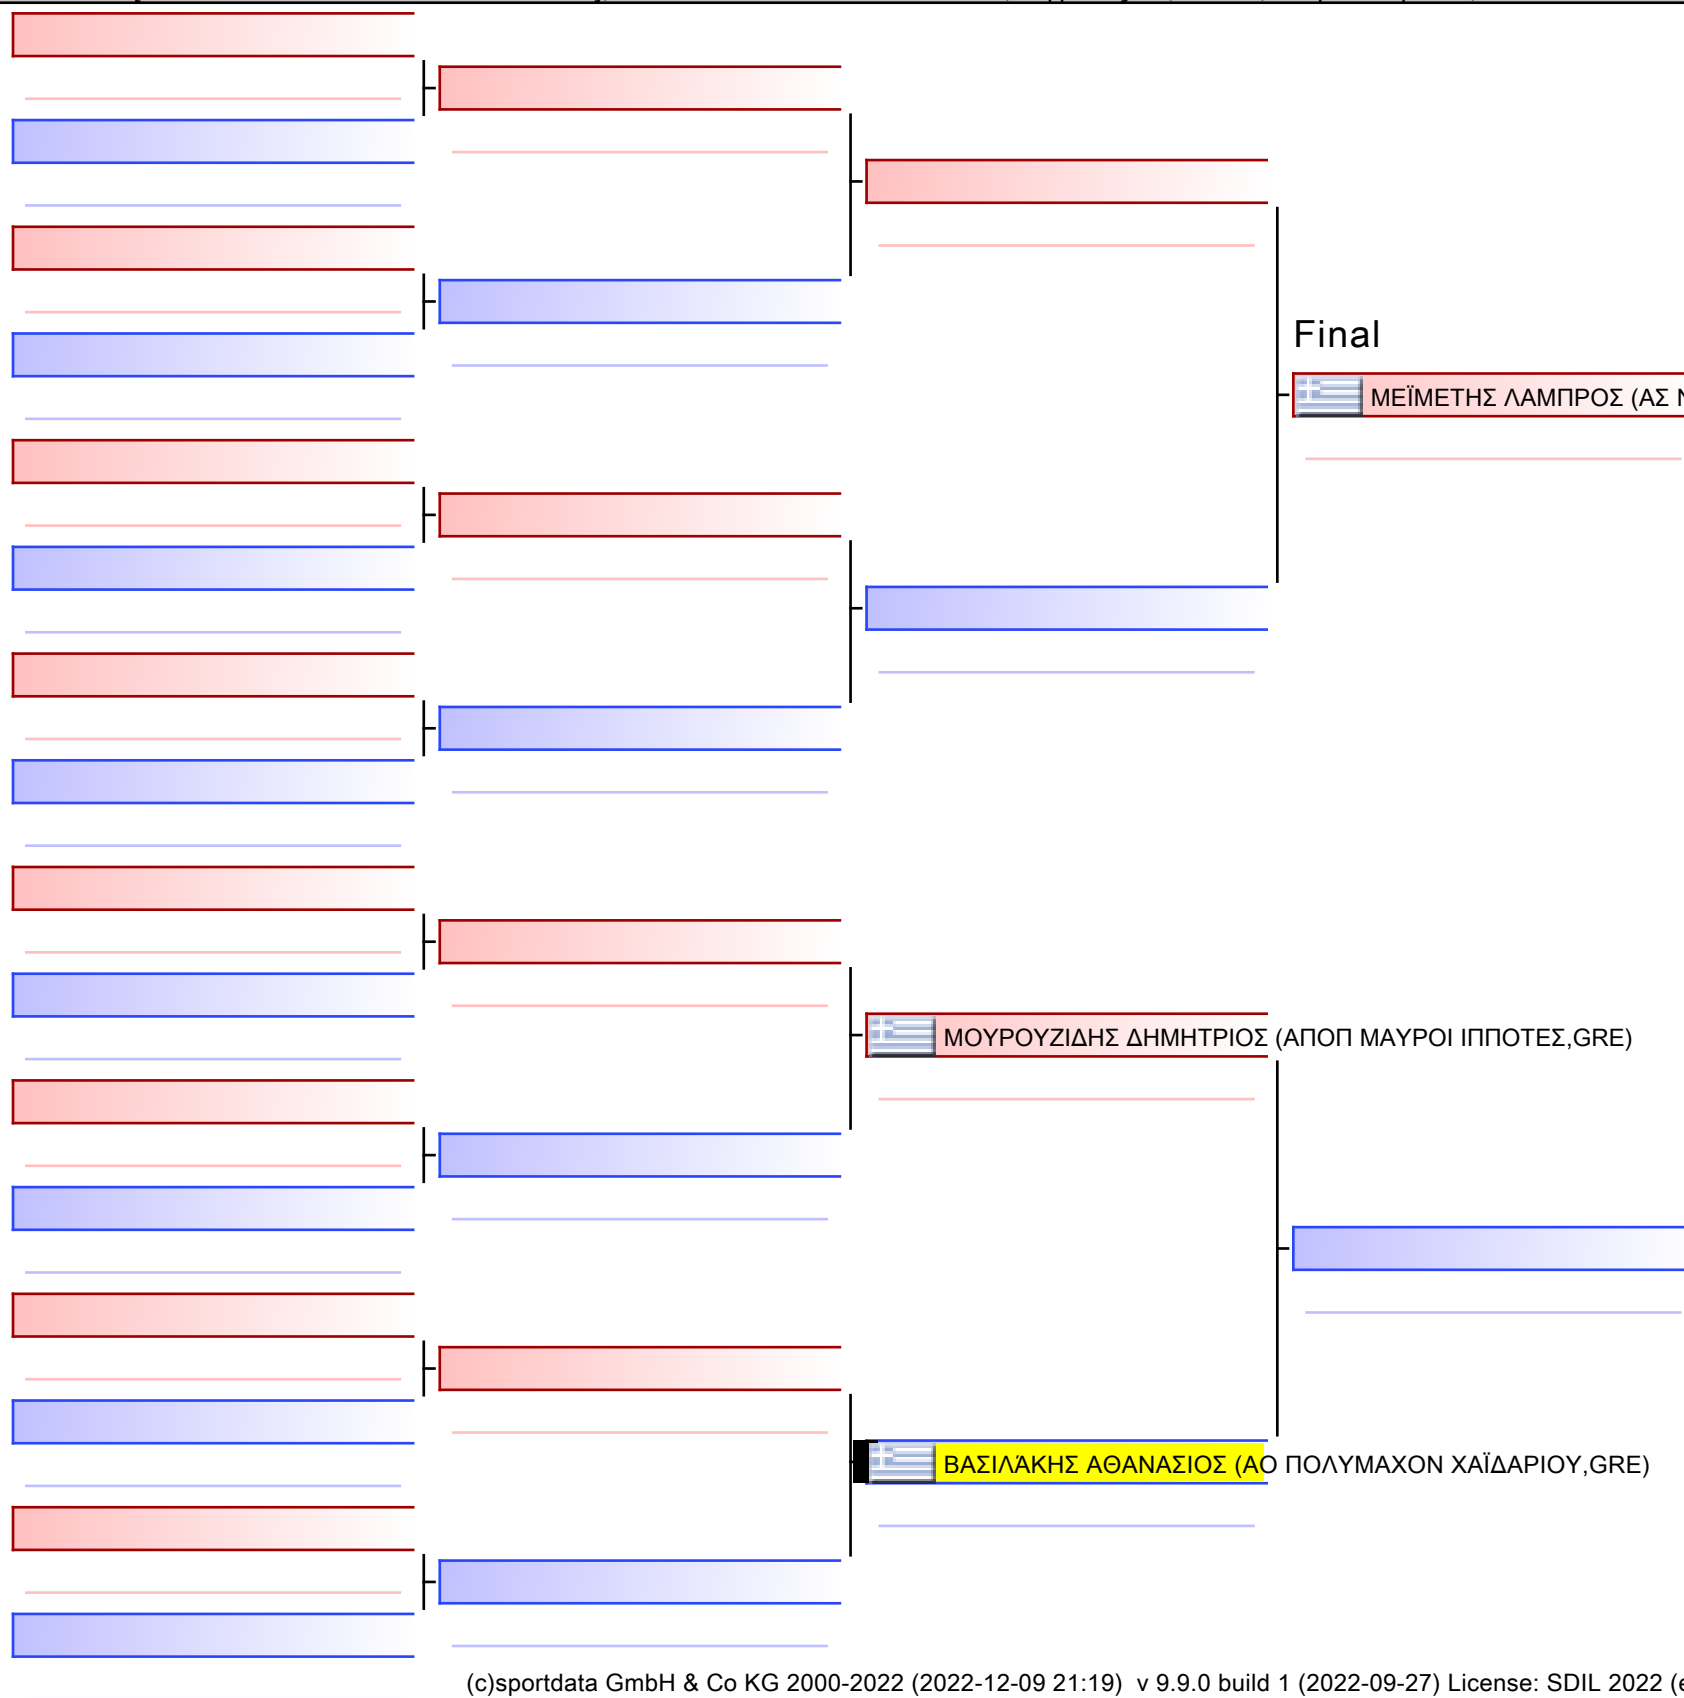 Final
ΜΕΪΜΕΤΗΣ ΛΑΜΠΡΟΣ (ΑΣ
ΜΟΥΡΟΥΖΙΔΗΣ ΔΗΜΗΤΡΙΟΣ (ΑΠΟΠ ΜΑΥΡΟΙ ΙΠΠΟΤΕΣ,GRE)
ΒΑΣΙΛΆΚΗΣ ΑΘΑΝΑΣΙΟΣ (ΑΟ ΠΟΛΥΜΑΧΟΝ ΧΑΪΔΑΡΙΟΥ,GRE)
(c)sportdata GmbH & Co KG 2000-2022 (2022-12-09 21:19) v 9.9.0 build 1 (2022-09-27) License: SDIL 2022